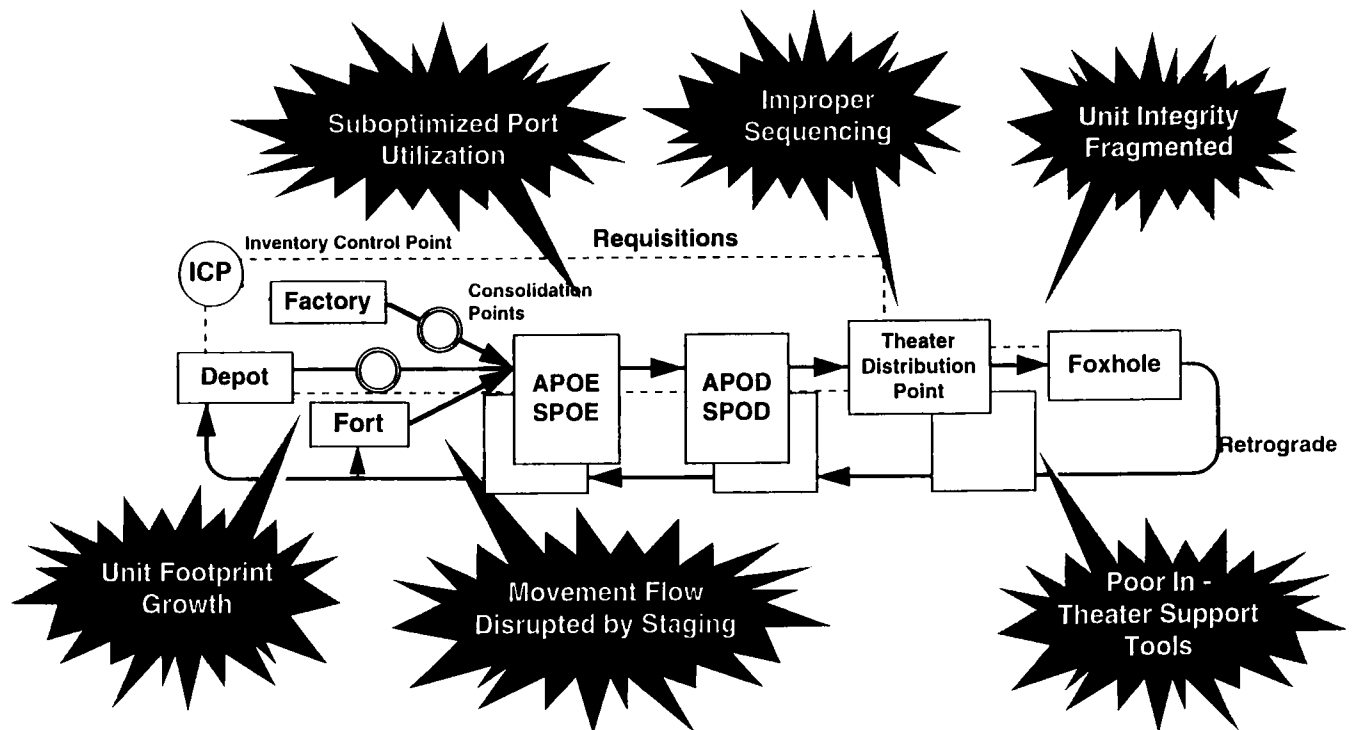 Suboptimized Port
Utilization
Improper
Sequencing
Unit Integrity
Fragmented
Inventory Control Point
Requisitions
ICP
Factory
Consolidation
Points
Depot
Fort
APOE
SPOE
APOD
SPOD
Theater
Distribution
Point
Foxhole
Retrograde
Unit Footprint
Growth
Movement Flow
Disrupted by Staging
Poor In -
Theater Support
Tools